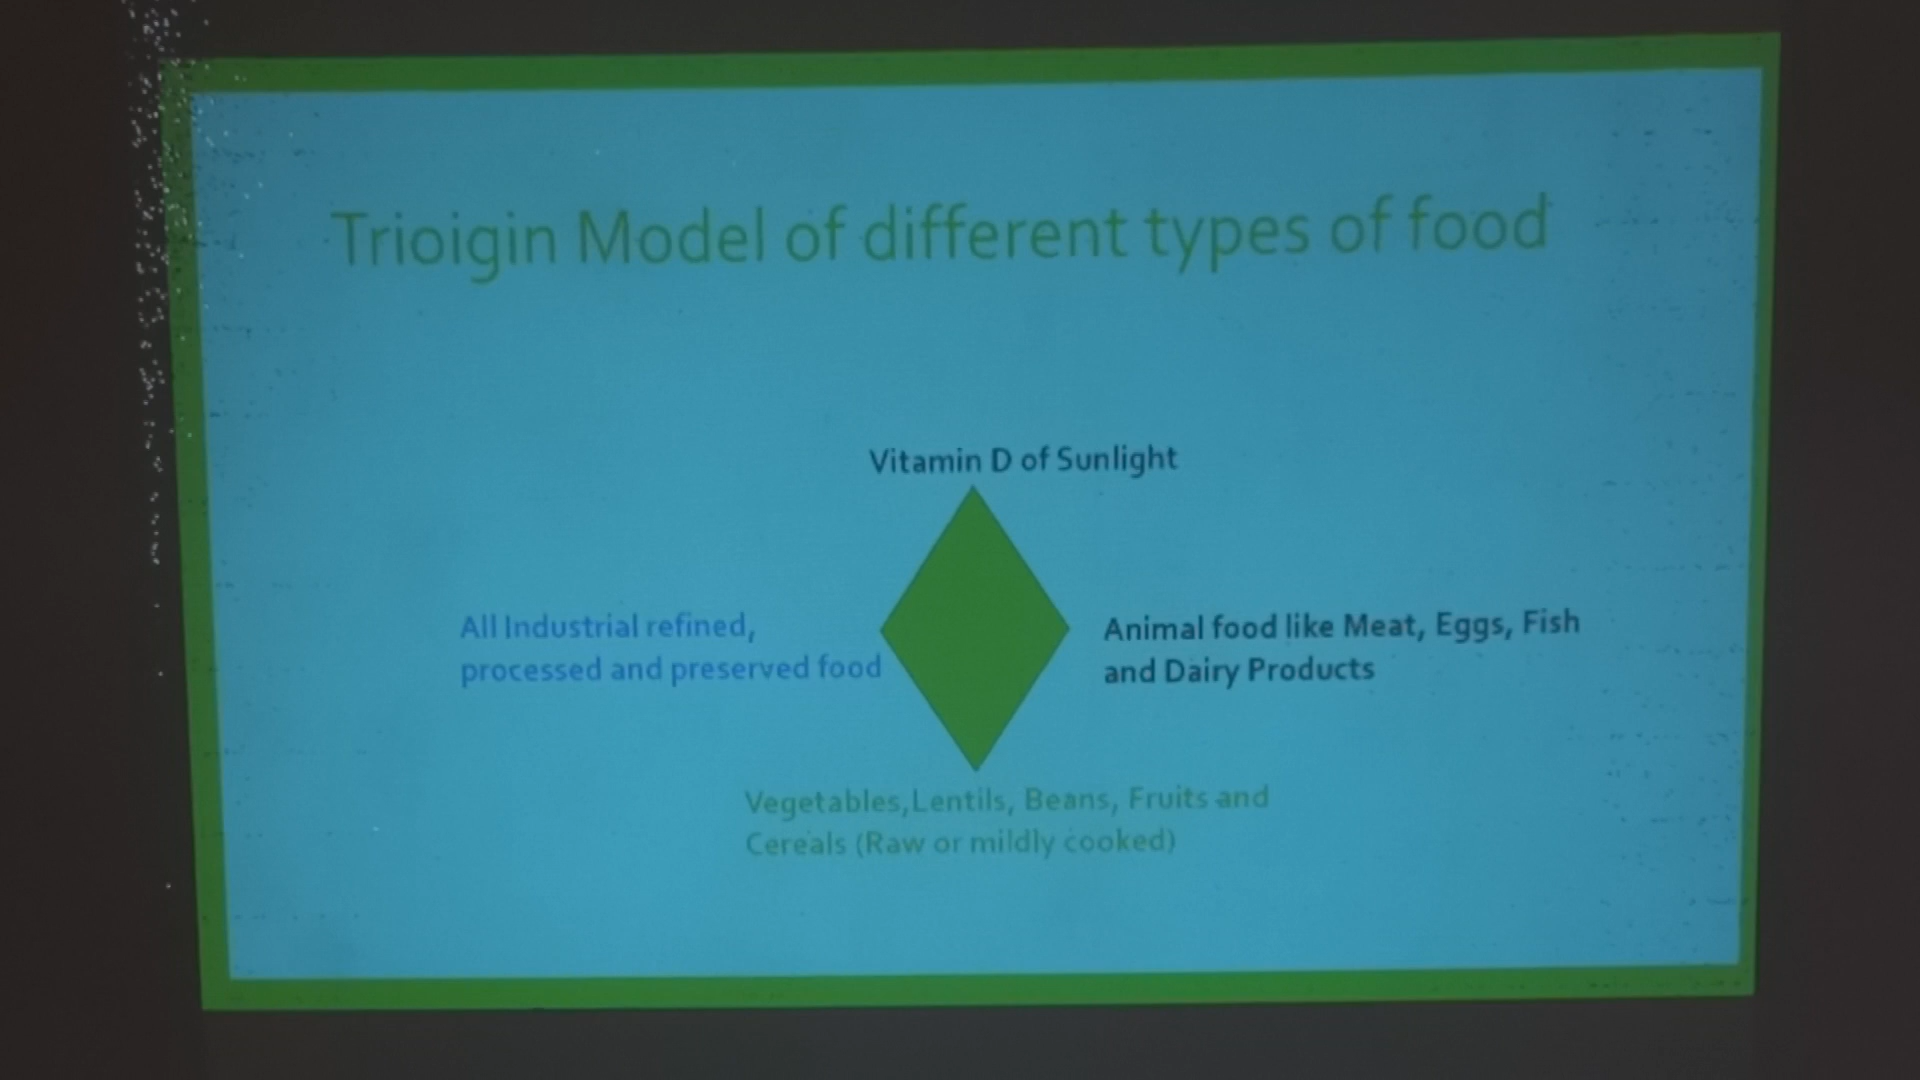 Trioigin Model of different types of food
Vitamin D of Sunlight
All Industrial refined,
processed and preserved food
Animal food like Meat, Eggs, Fish
and Dairy Products
Vegetables,Lentils, Beans, Fruits and
Cereals (Raw or mildly cooked)